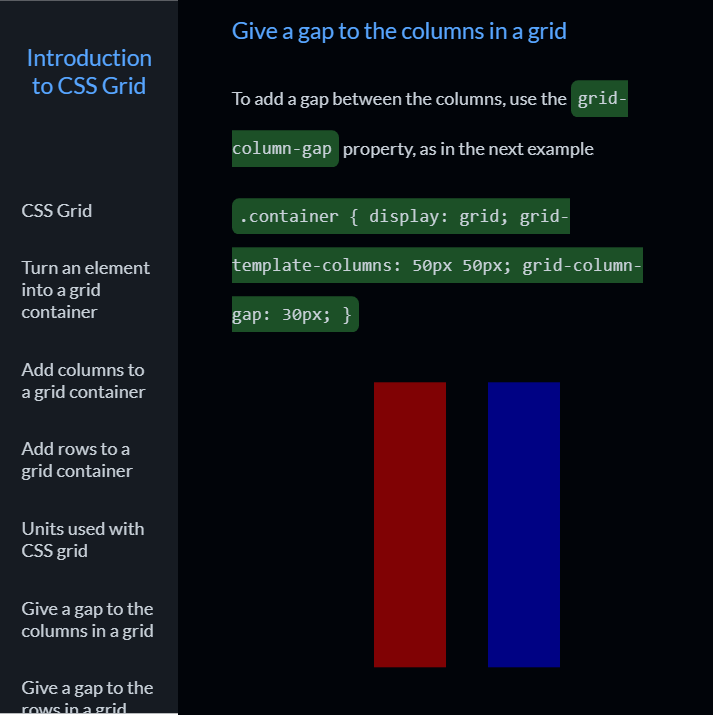 Introduction
to CSS Grid
CSS Grid
Turn an element
into a grid
container
Add columns to
a grid container
Add rows to a
grid container
Units used with
CSS grid
Give a gap to the
columns in a grid
Give a gap to the
rows in a grid
Give a gap to the columns in a grid
To add a gap between the columns, use the grid-
column-gap property, as in the next example
.container { display: grid; grid-
template-columns: 50px 50px; grid-column-
gap: 30px; }